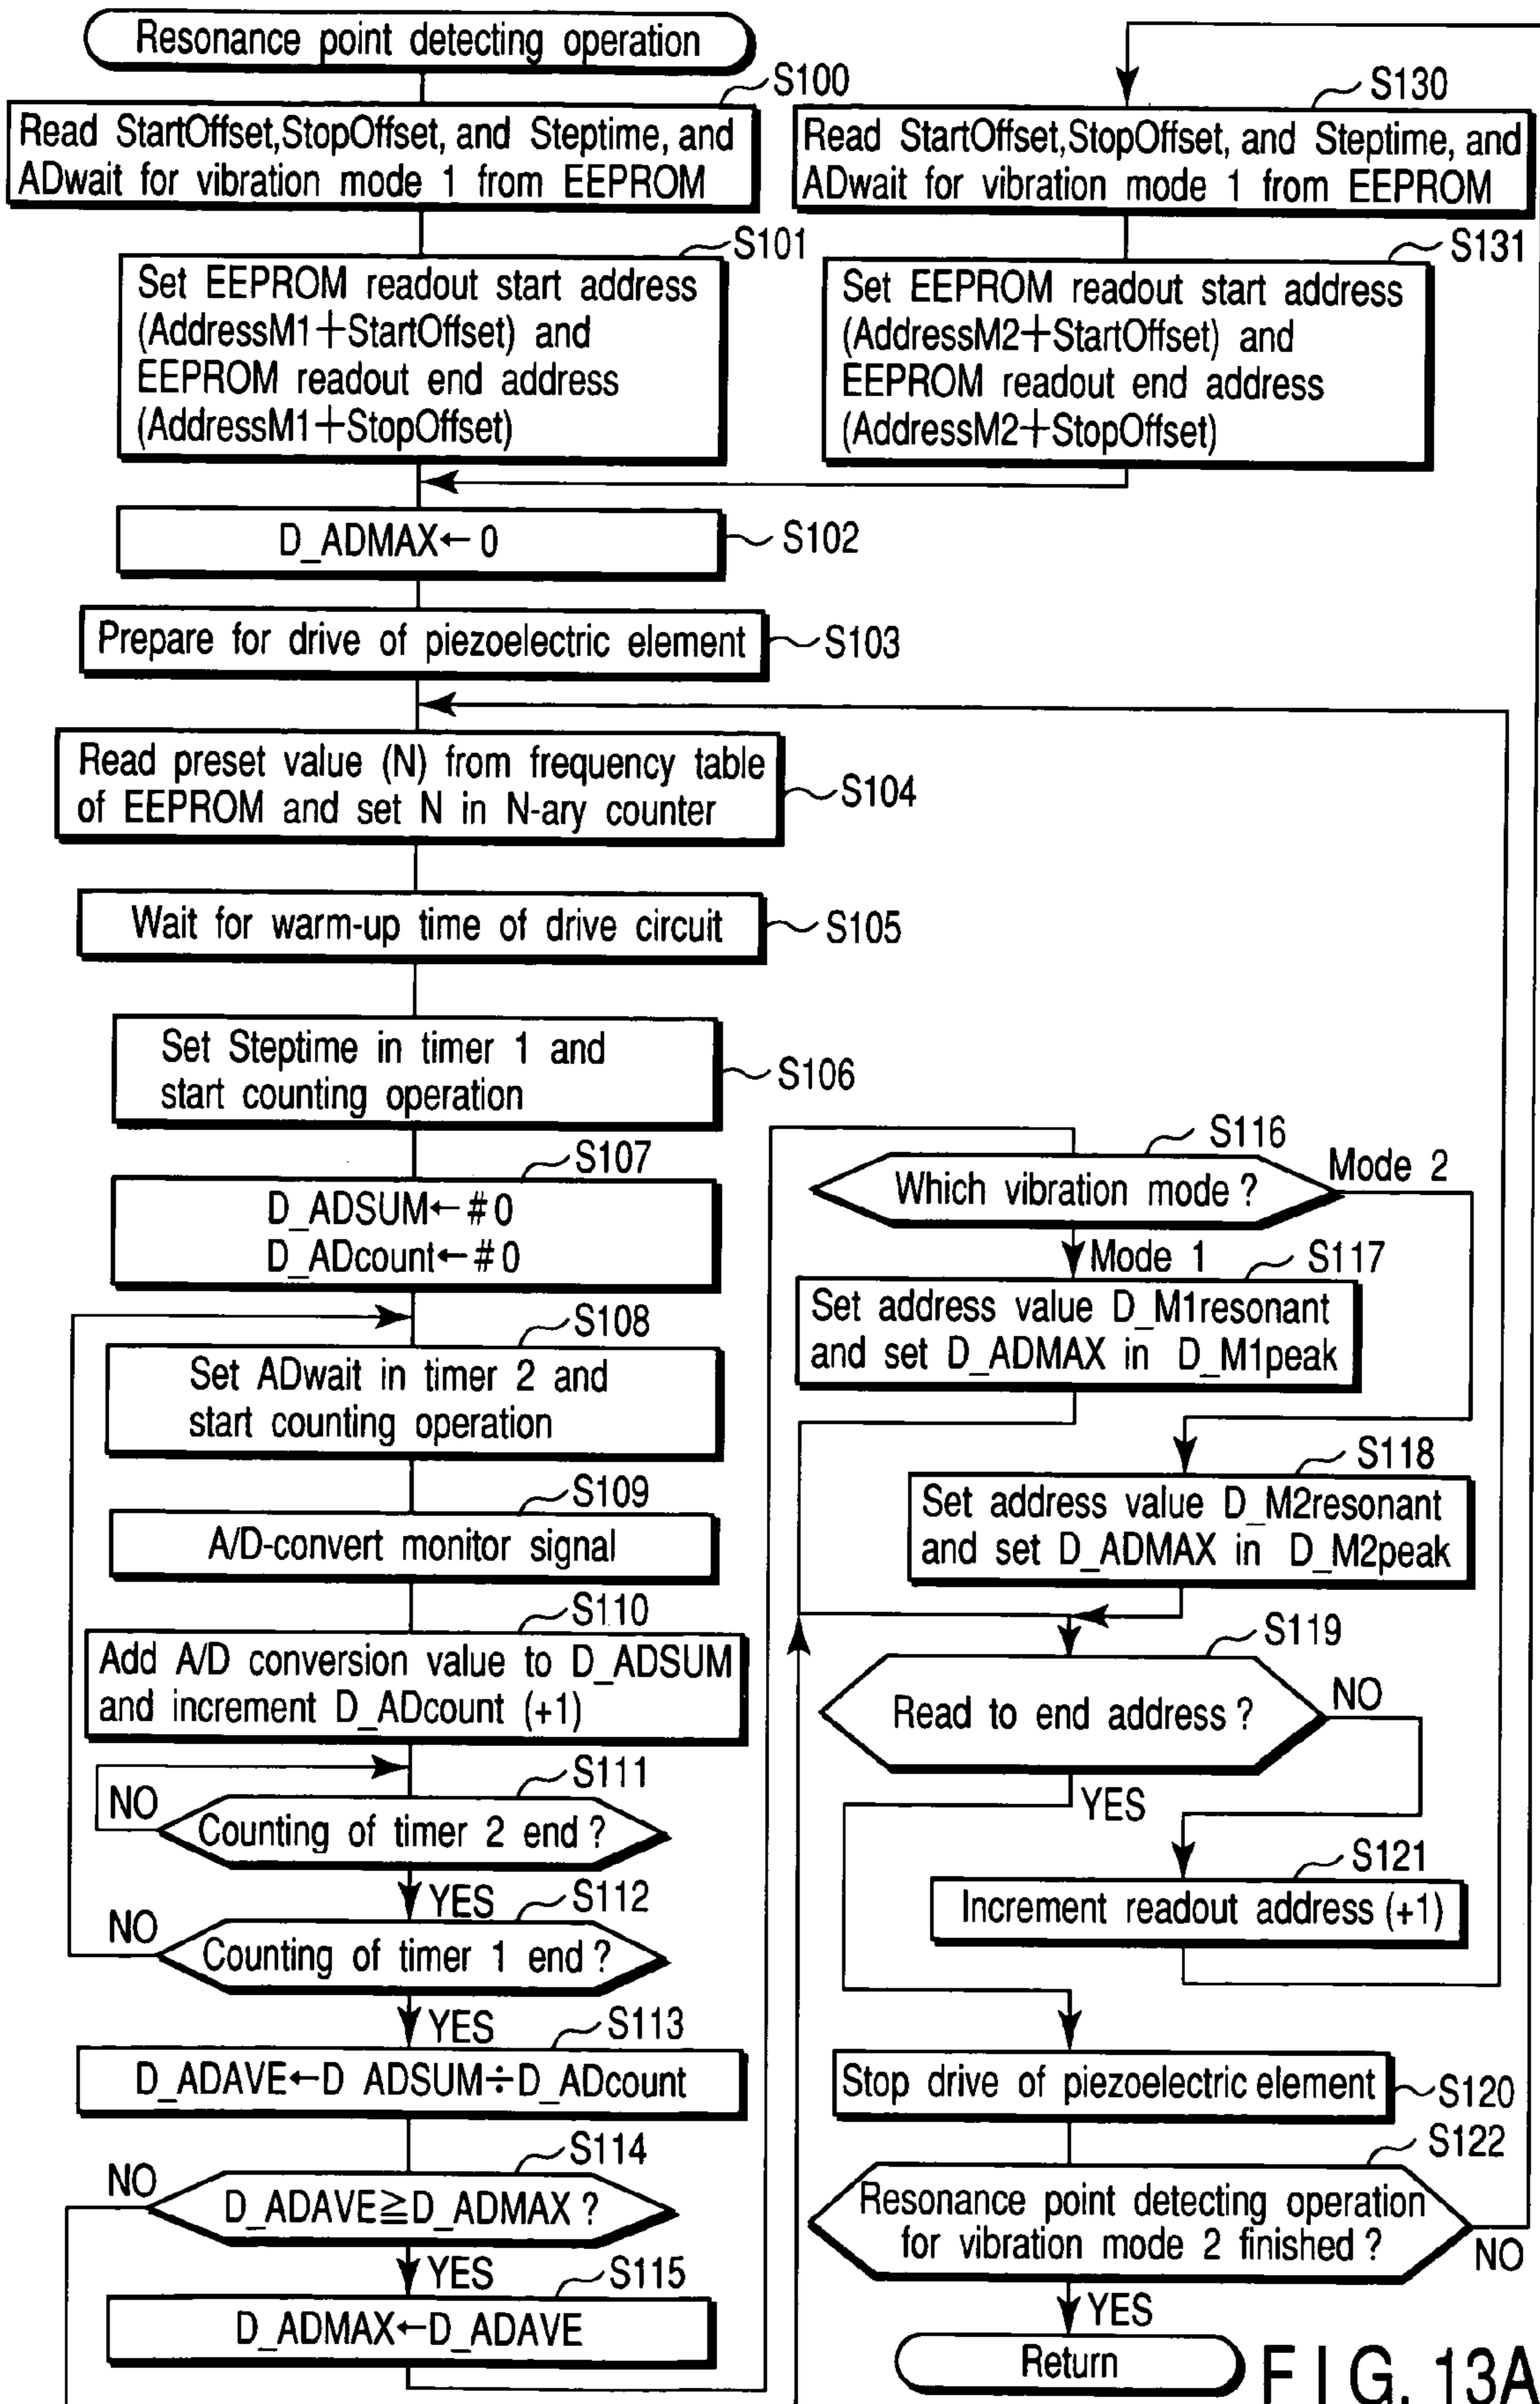 Resonance point detecting operation
S100
Read StartOffset,StopOffset, and Steptime, and
ADwait for vibration mode 1 from EEPROM
S101
Set EEPROM readout start address
(AddressM1+StartOffset) and
EEPROM readout end address
(AddressM1+StopOffset)
D_ADMAX←0
S102
Prepare for drive of piezoelectric element
S103
Read preset value (N) from frequency table
of EEPROM and set N in N-ary counter
S104
Wait for warm-up time of drive circuit
S105
Set Steptime in timer 1 and
start counting operation
S106
S107
D_ADSUM←#0
D_ADcount←#0
S108
Set ADwait in timer 2 and
start counting operation
S109
A/D-convert monitor signal
S110
Add A/D conversion value to D_ADSUM
and increment D_ADcount (+1)
S111
NO
Counting of timer 2 end?
YES
S112
NO
Counting of timer 1 end?
YES
S113
D_ADAVE←D ADSUM÷D_ADcount
S114
NO
D_ADAVE≧D_ADMAX?
YES
S115
D_ADMAX←D_ADAVE
S130
Read StartOffset,StopOffset, and Steptime, and
ADwait for vibration mode 1 from EEPROM
S131
Set EEPROM readout start address
(AddressM2+StartOffset) and
EEPROM readout end address
(AddressM2+StopOffset)
S116
Which vibration mode?
Mode 2
Mode 1
S117
Set address value D_M1resonant
and set D_ADMAX in D_M1peak
S118
Set address value D_M2resonant
and set D_ADMAX in D_M2peak
S119
Read to end address?
NO
YES
S121
Increment readout address (+1)
Stop drive of piezoelectric element
S120
S122
Resonance point detecting operation
for vibration mode 2 finished?
NO
YES
Return
FIG. 13A